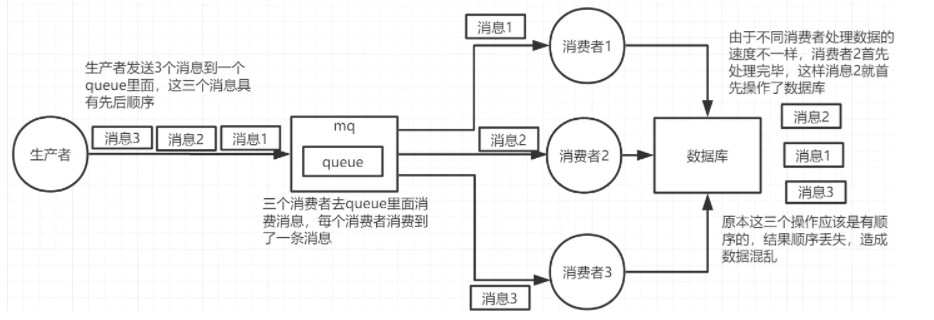 消息1
消费者1
由于不同消费者处理数据的
速度不一样，消费者2首先
处理完毕，这样消息2就首
先操作了数据库
生产者发送3个消息到一个
queue里面，这三个消息具
有先后顺序
生产者
消息3
消息2
消息1
mq
queue
消息2
消费者2
数据库
消息2
消息1
消息3
三个消费者去queue里面消
费消息，每个消费者消费到
了一条消息
原本这三个操作应该是有顺
序的，结果顺序丢失，造成
数据混乱
消息3
消费者3